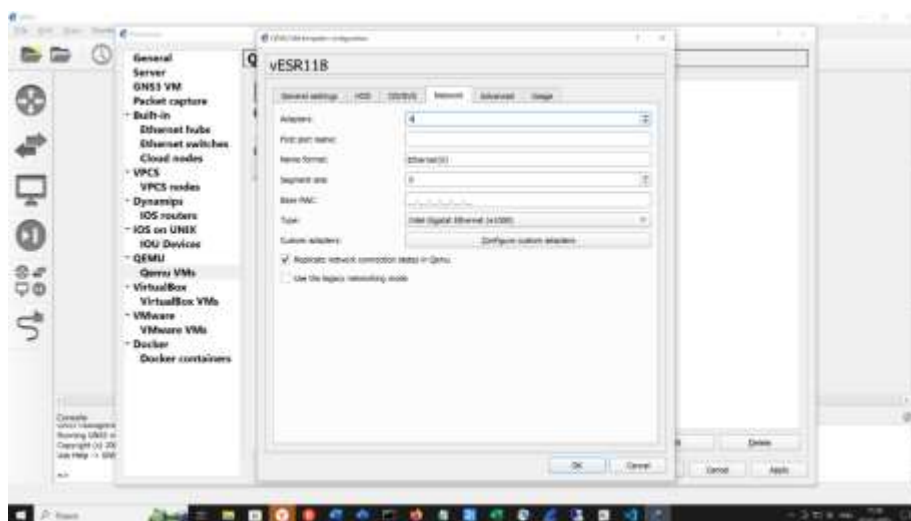 General
Server
GNS3 VM
Packet capture
Built-in
Ethernet hubs
Ethernet switches
Cloud nodes
VPCS
VPCS nodes
Dynamips
IOS routers
IOS on UNIX
IOU Devices
QEMU
Qemu VMs
VirtualBox
VirtualBox VMs
VMware
VMware VMs
Docker
Docker containers
Q
vESR118
General settings HDD CD/DVD Network Advanced Usage
Adapters:
First port name:
Name format: Ethernet{0}
Segment size: 0
Base MAC:
Type: Intel Gigabit Ethernet (e1000)
Custom adapters: Configure custom adapters
Replicate network connection states in Qemu
Use the legacy networking mode
OK Cancel
Delete
Cancel Apply
Console